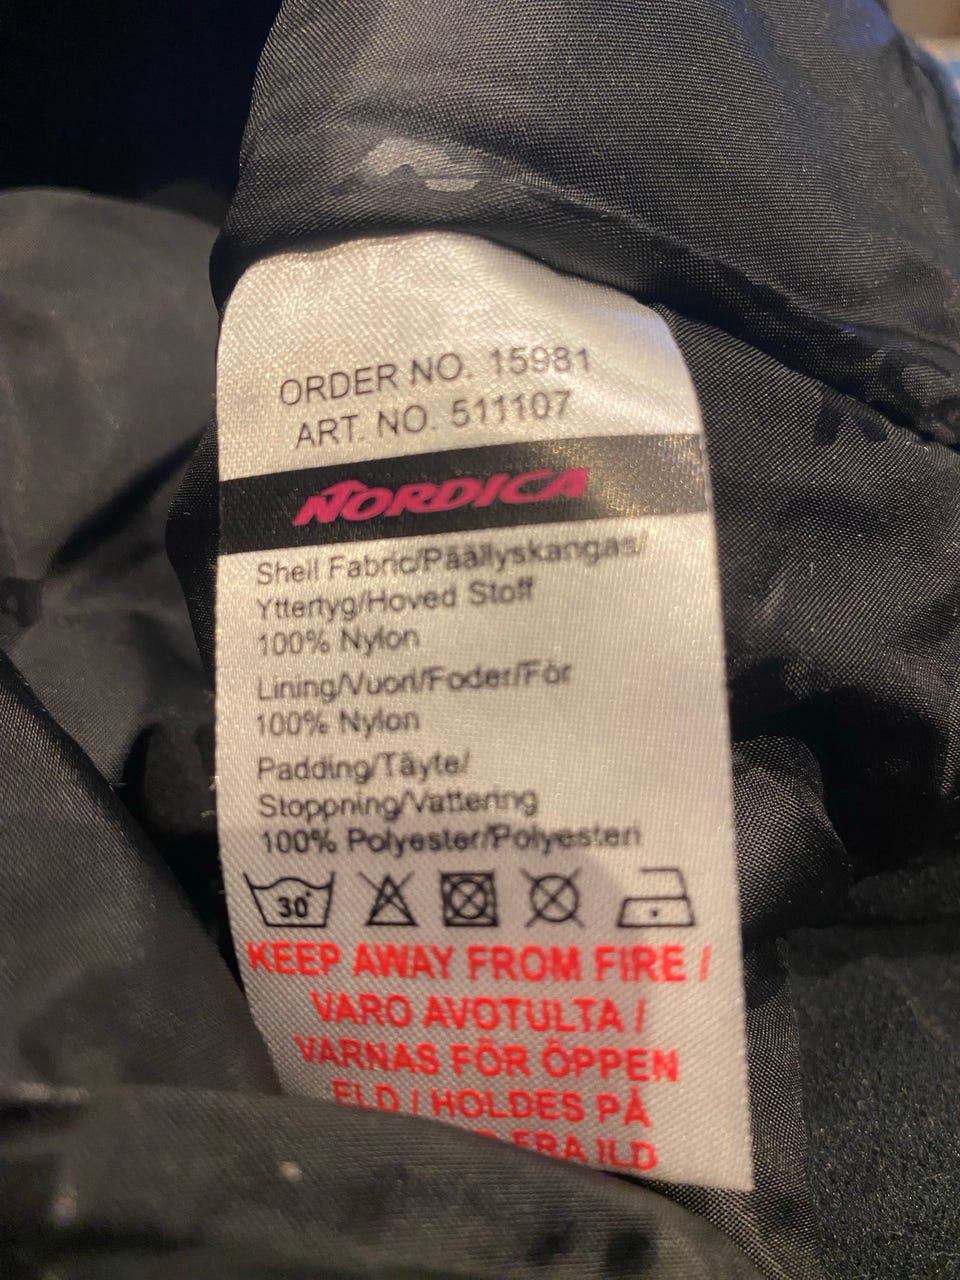 ORDER NO. 15981
ART. NO. 511107
NORDICA
Shell Fabric/Päällyskangas/
Yttertyg/Hoved Stoff
100% Nylon
Lining/Vuori/Foder/Fór
100% Nylon
Padding/Täyte/
Stoppning/Vattering
100% Polyester/Polyesteri
30°
KEEP AWAY FROM FIRE /
VARO AVOTULTA /
VARNAS FÖR ÖPPEN
ELD / HOLDES PÅ
FRA ILD